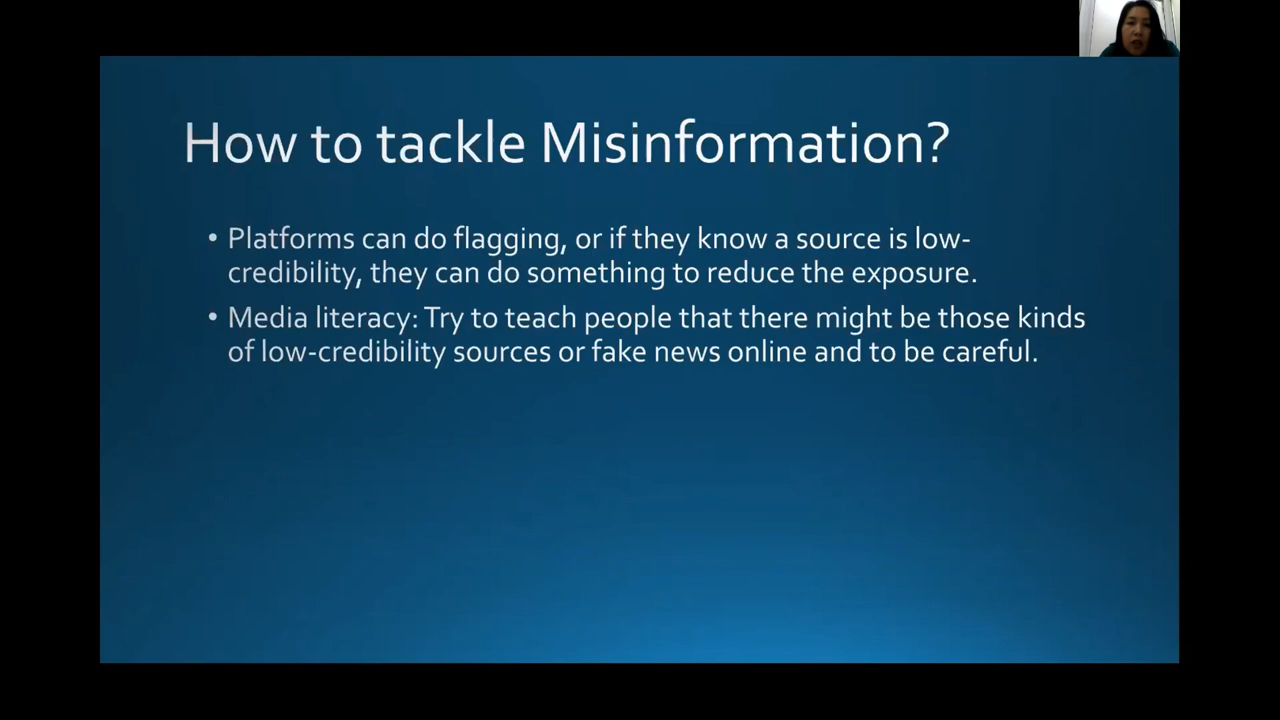 How to tackle Misinformation?
• Platforms can do flagging, or if they know a source is low-
credibility, they can do something to reduce the exposure.
• Media literacy: Try to teach people that there might be those kinds
of low-credibility sources or fake news online and to be careful.